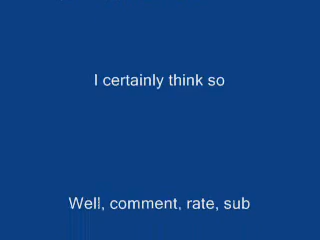 I certainly think so
Well, comment, rate, sub